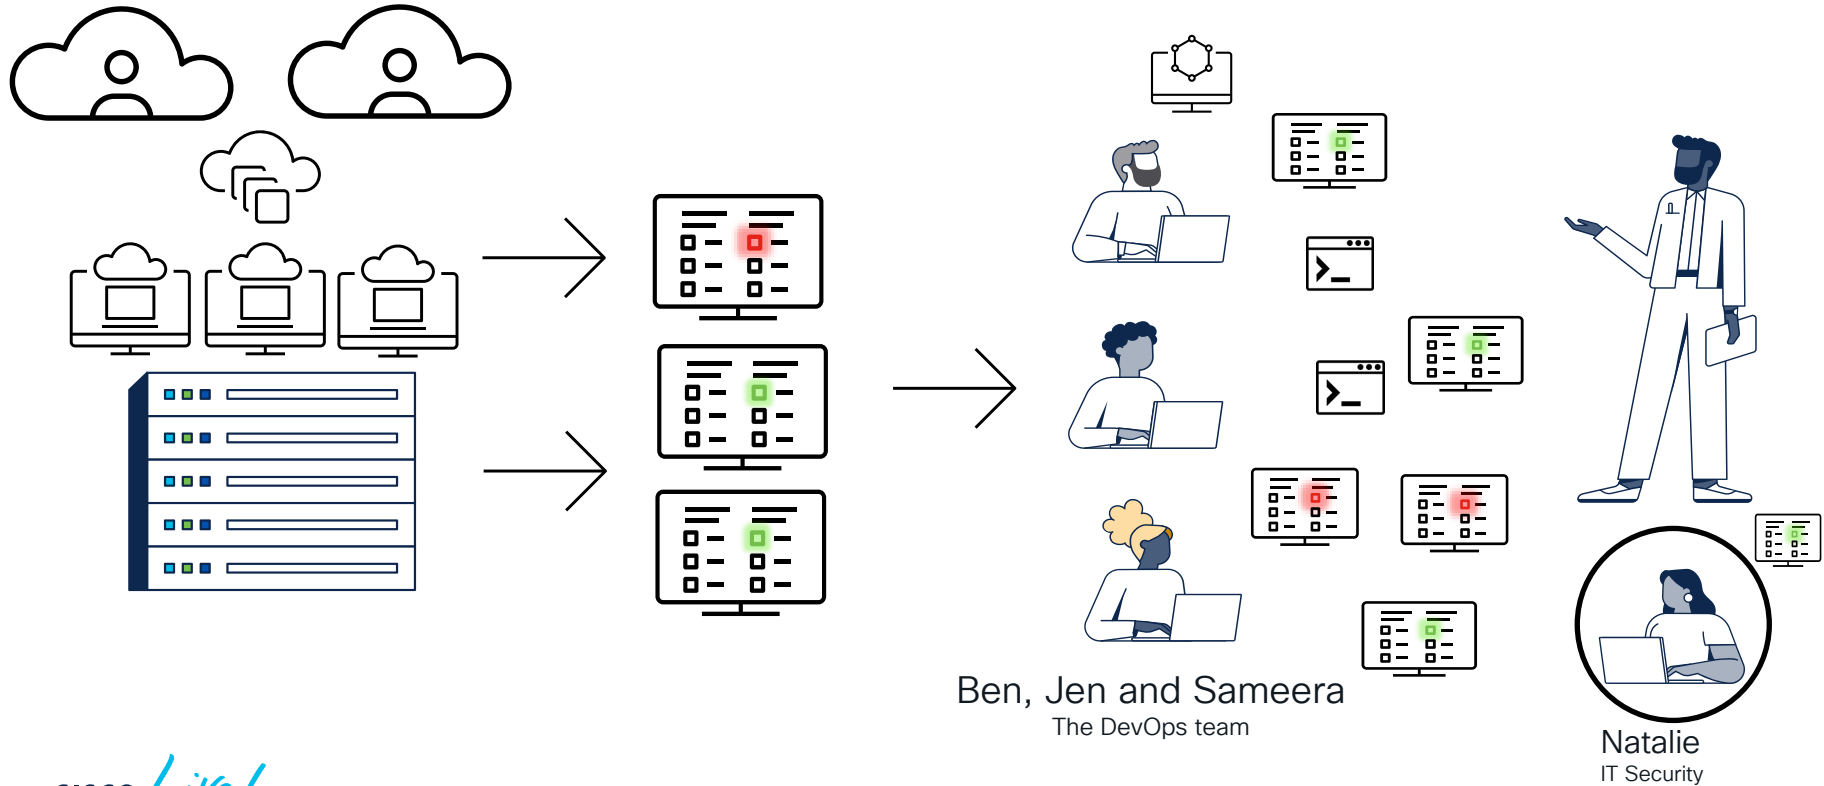 Ben, Jen and Sameera
The DevOps team
Natalie
IT Security